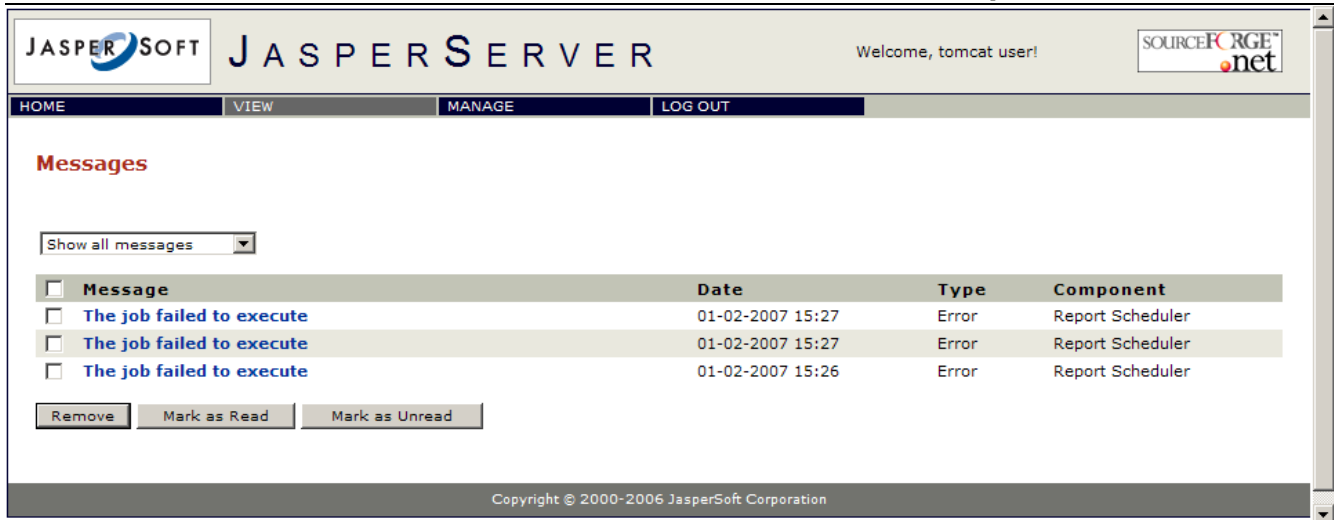 JASPERSOFT JASPERSERVER Welcome, tomcat user! SOURCEFORGE™ .net
HOME VIEW MANAGE LOG OUT
Messages
Show all messages
Message Date Type Component
The job failed to execute 01-02-2007 15:27 Error Report Scheduler
The job failed to execute 01-02-2007 15:27 Error Report Scheduler
The job failed to execute 01-02-2007 15:26 Error Report Scheduler
Remove Mark as Read Mark as Unread
Copyright © 2000-2006 JasperSoft Corporation